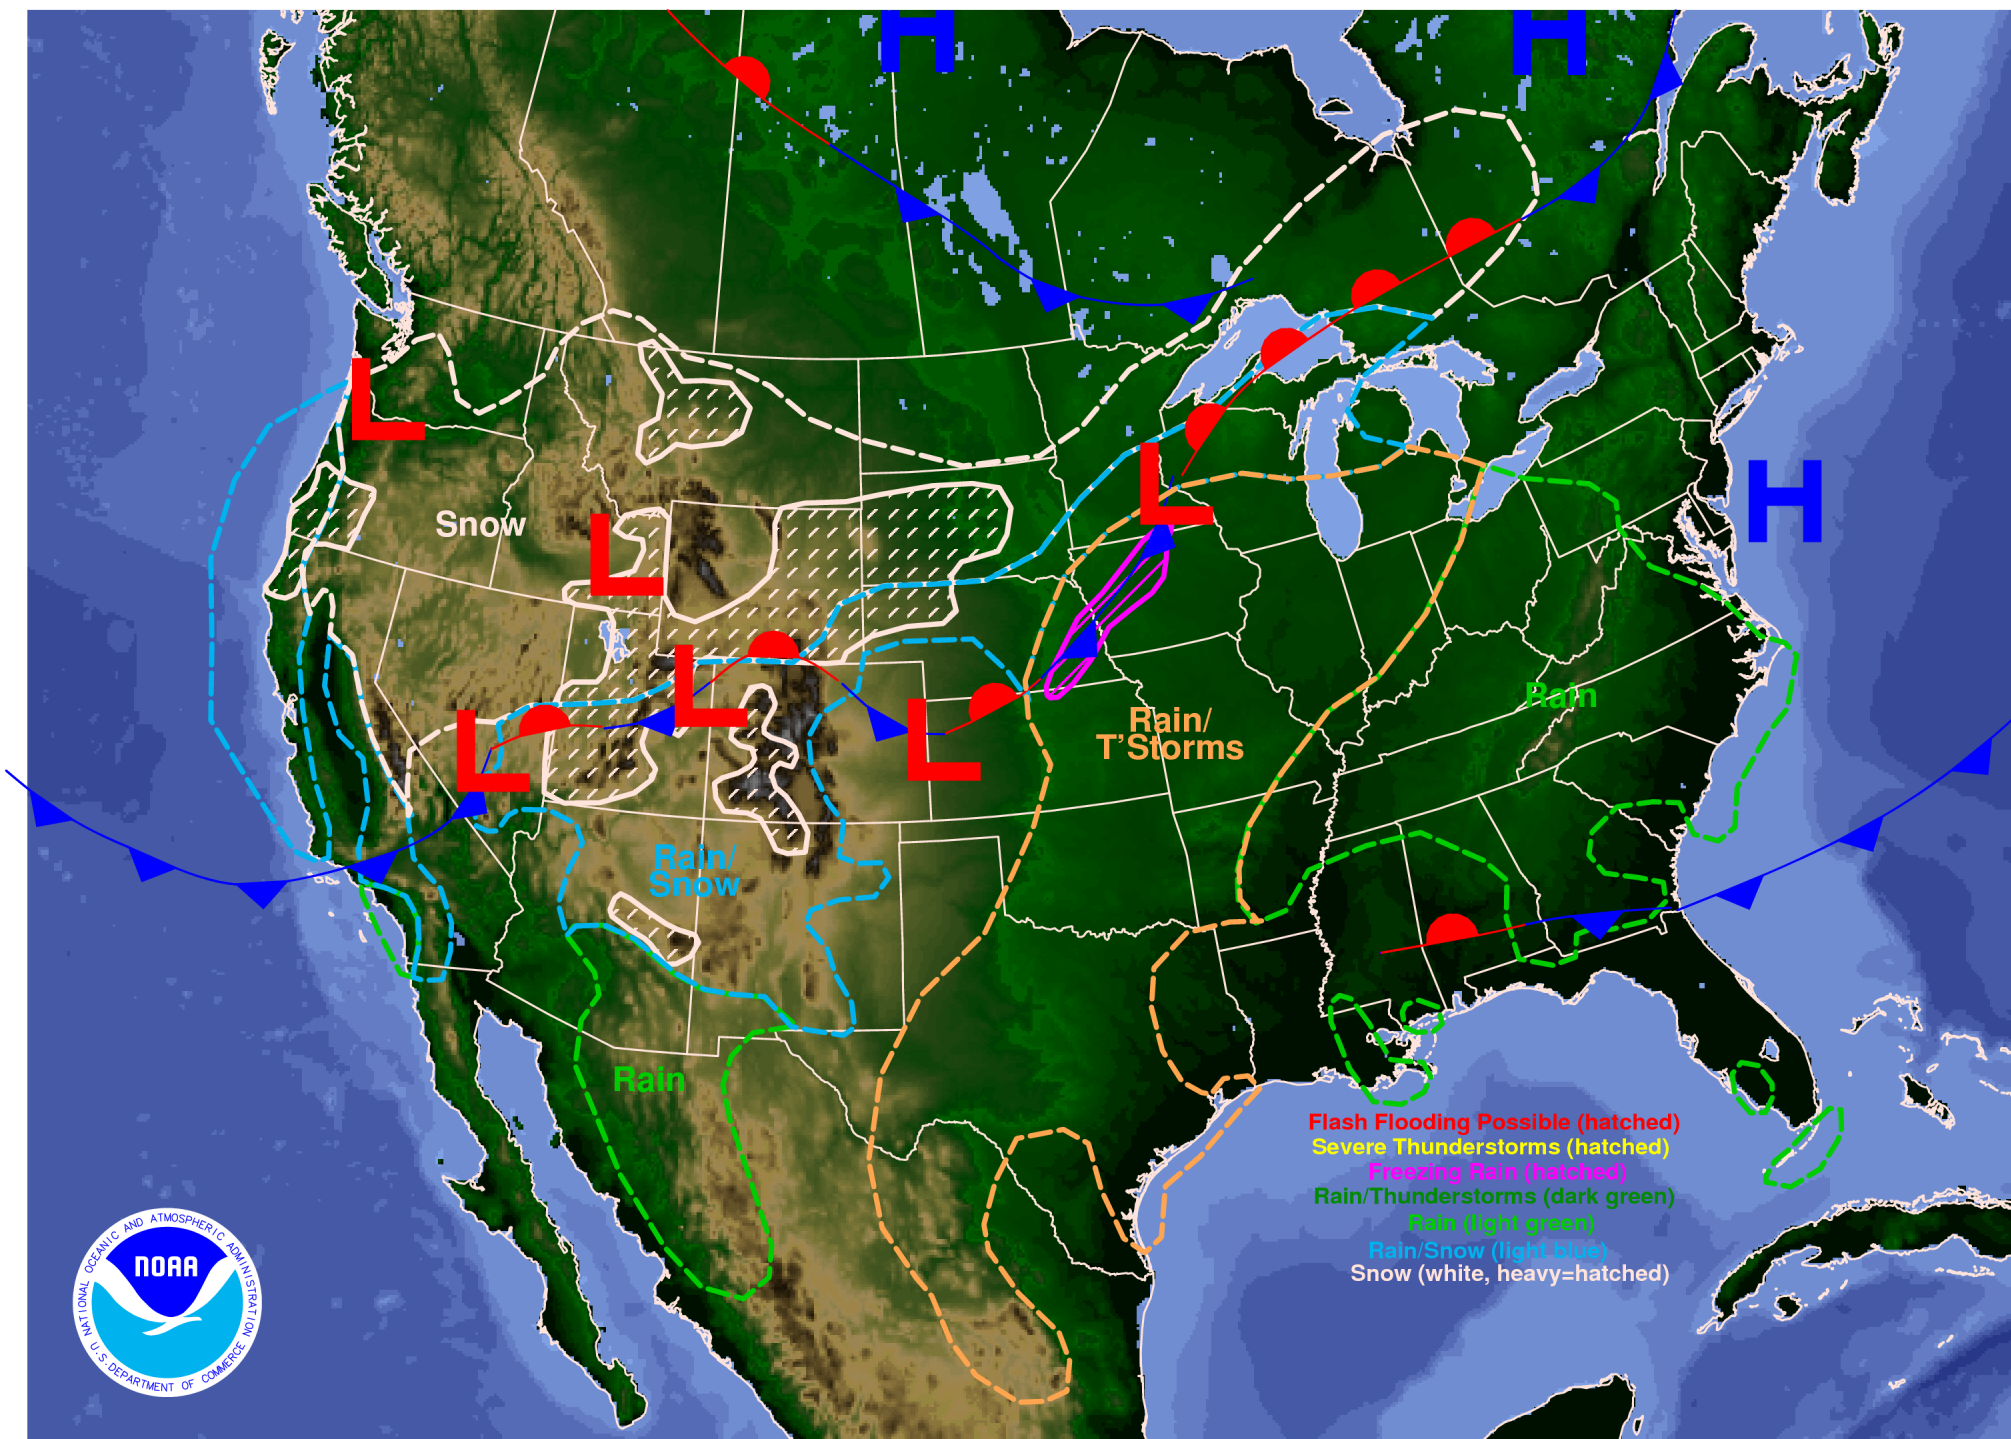 H
H
L
Snow
L
L
H
L
L
L
Rain/
T'Storms
Rain
Rain/
Snow
Rain
Flash Flooding Possible (hatched)
Severe Thunderstorms (hatched)
Freezing Rain (hatched)
Rain/Thunderstorms (dark green)
Rain (light green)
Rain/Snow (light blue)
Snow (white, heavy=hatched)
NATIONAL OCEANIC AND ATMOSPHERIC ADMINISTRATION
NOAA
U.S. DEPARTMENT OF COMMERCE